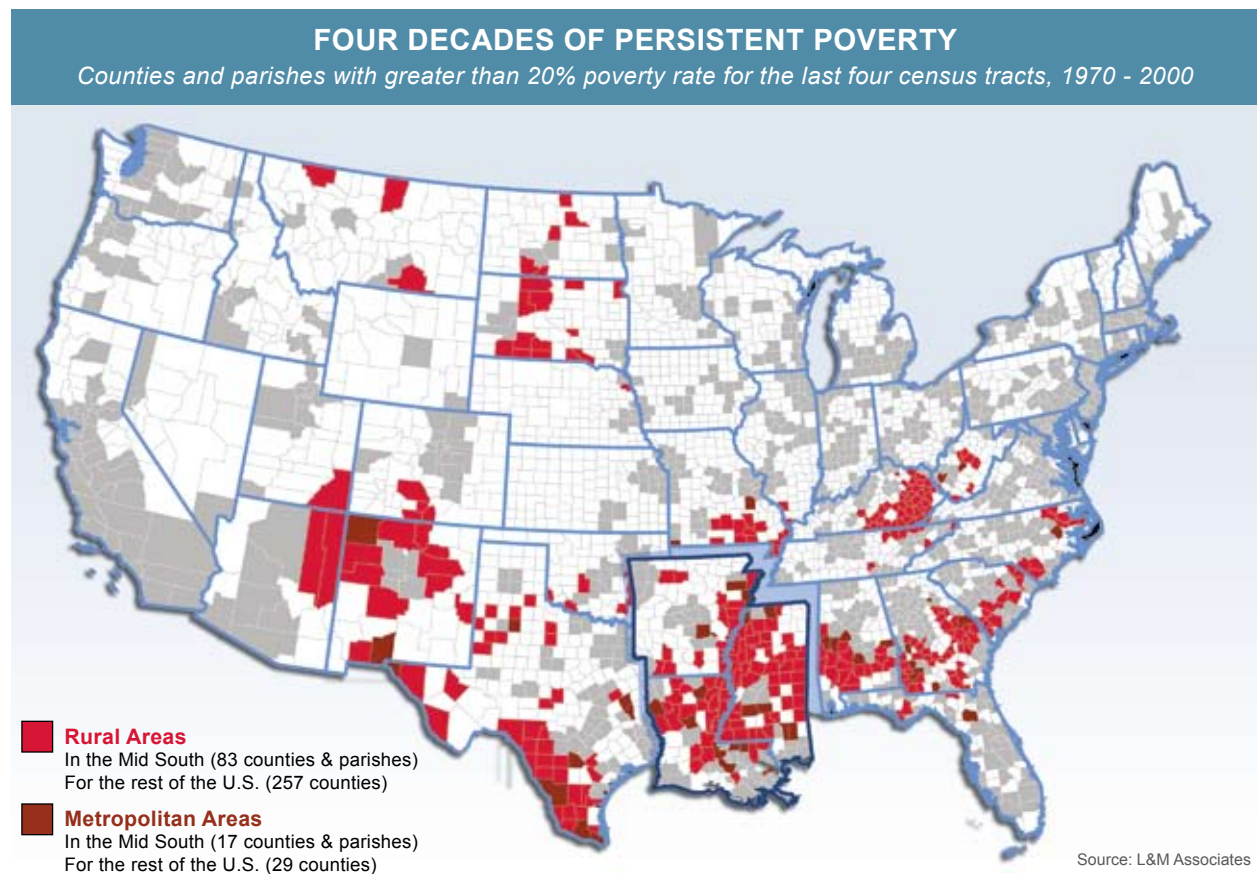 FOUR DECADES OF PERSISTENT POVERTY
Counties and parishes with greater than 20% poverty rate for the last four census tracts, 1970 - 2000
Rural Areas
In the Mid South (83 counties & parishes)
For the rest of the U.S. (257 counties)
Metropolitan Areas
In the Mid South (17 counties & parishes)
For the rest of the U.S. (29 counties)
Source: L&M Associates